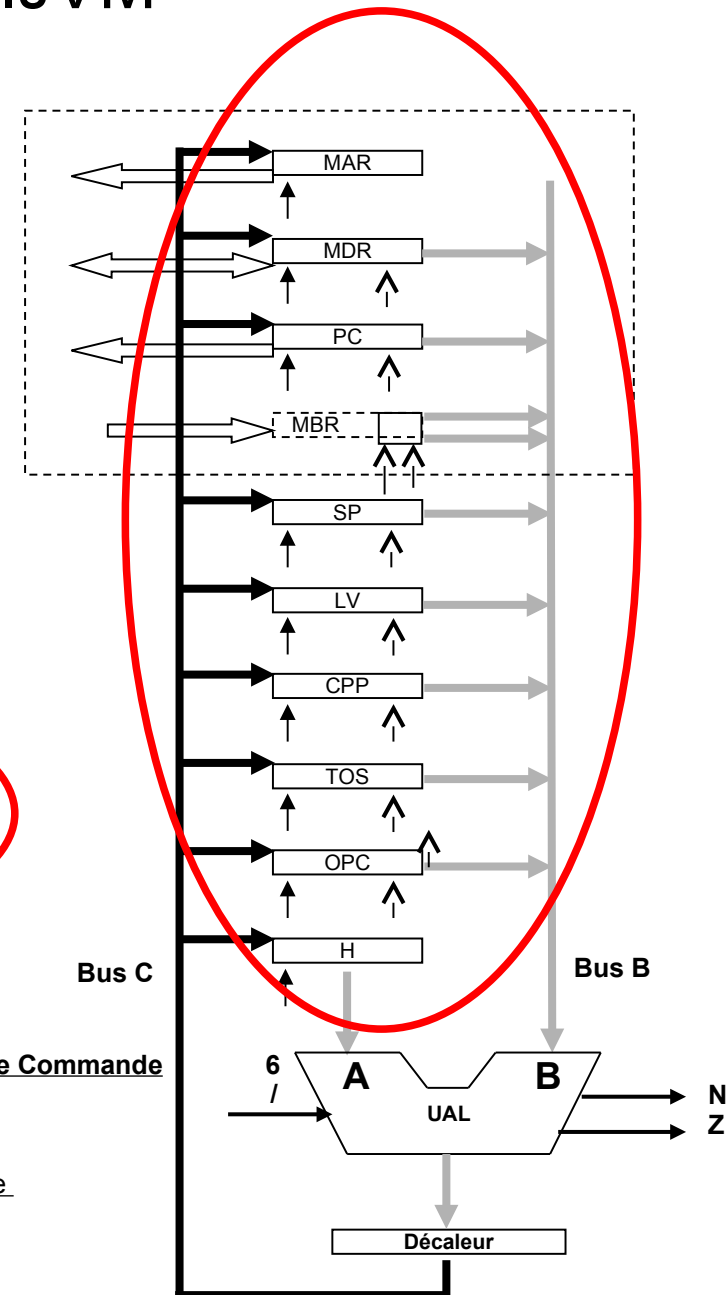 MAR
MDR
PC
MBR
SP
LV
CPP
TOS
OPC
H
Bus C
Bus B
e Commande
6
/
A
B
UAL
N
Z
e
Décaleur